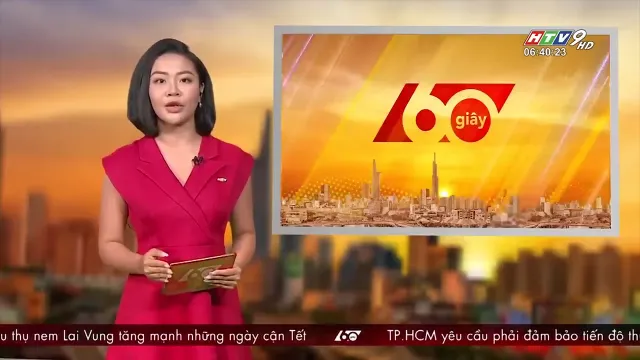 HTV9 HD
06:40:23
60 giây
u thụ nem Lai Vung tăng mạnh những ngày cận Tết 60 TP.HCM yêu cầu phải đảm bảo tiến độ th